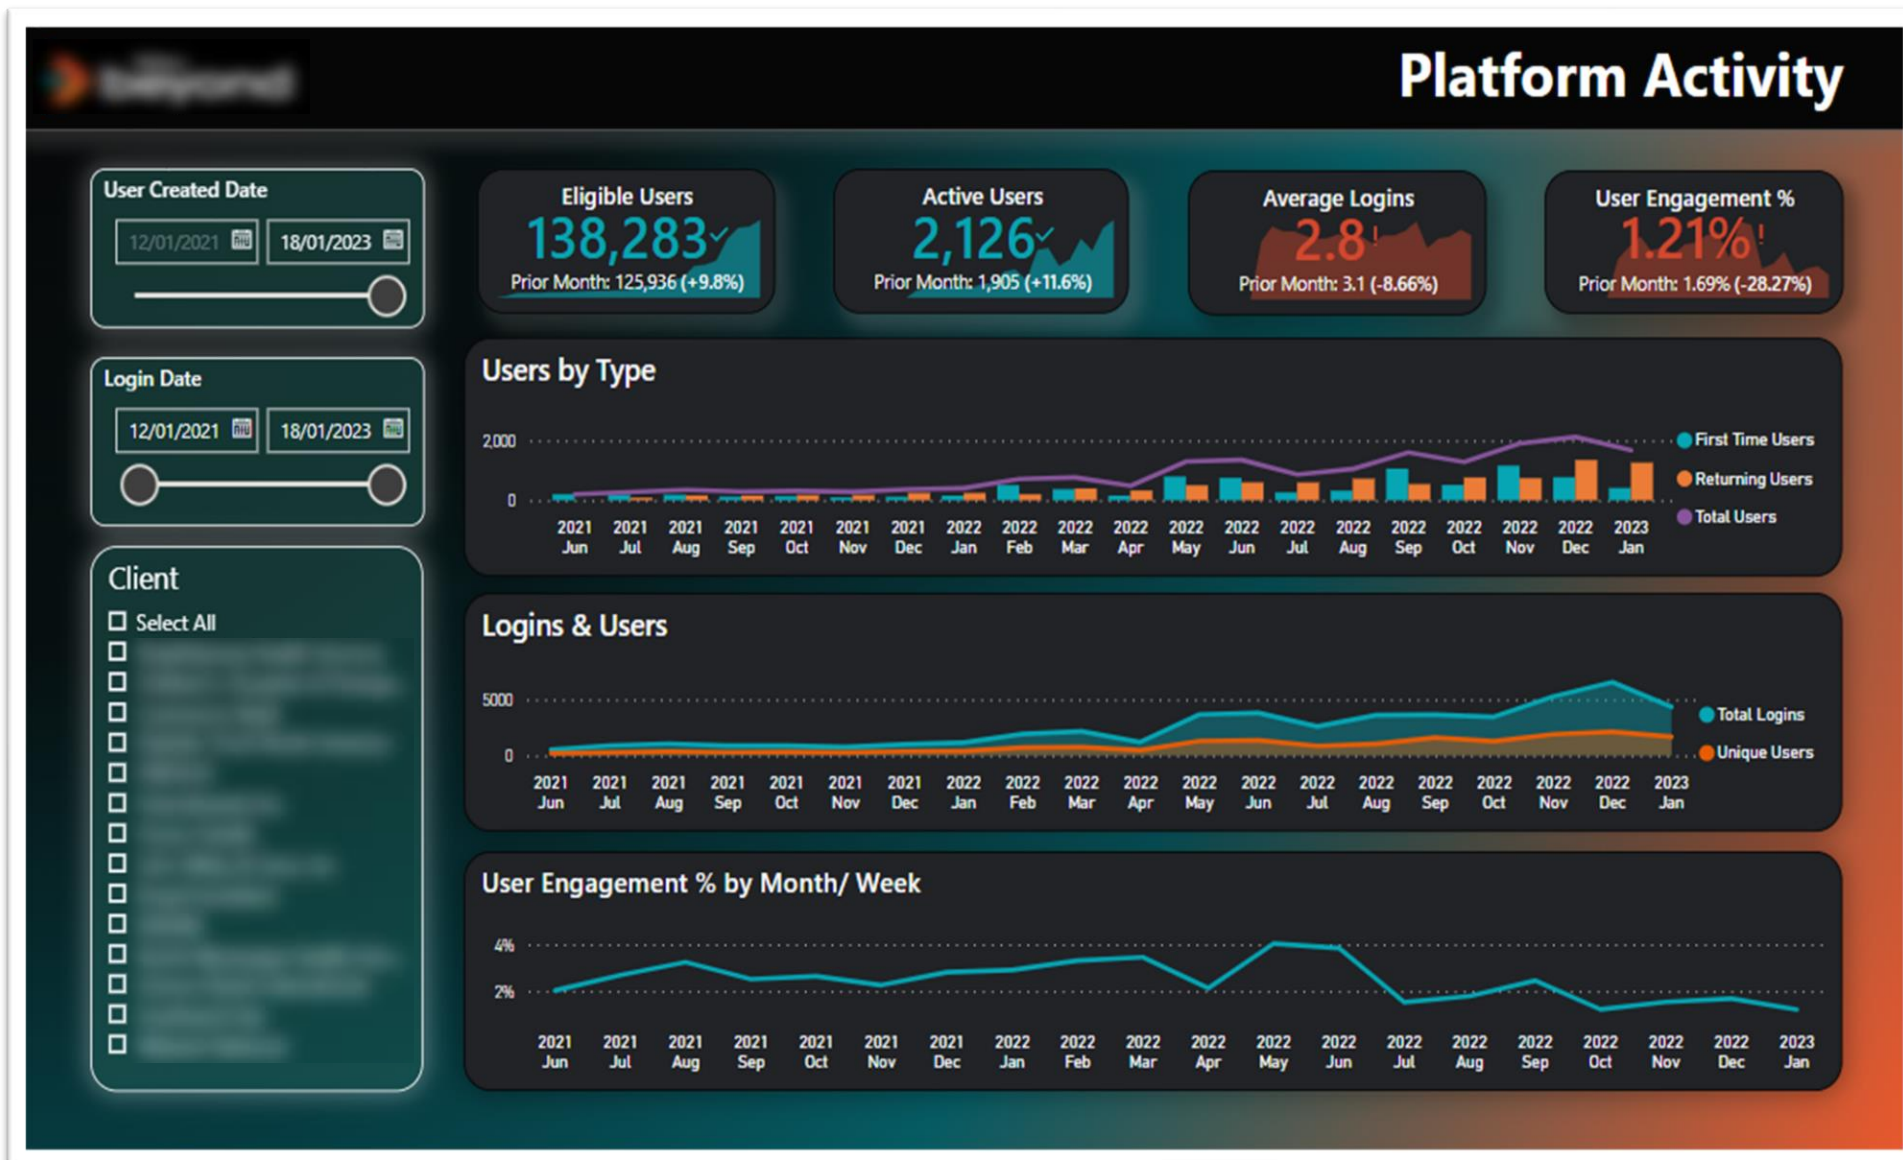 beyond
Platform Activity
User Created Date
12/01/2021 18/01/2023
Login Date
12/01/2021 18/01/2023
Client
Select All
Eligible Users
138,283
Prior Month: 125,936 (+9.8%)
Active Users
2,126
Prior Month: 1,905 (+11.6%)
Average Logins
2.8!
Prior Month: 3.1 (-8.66%)
User Engagement %
1.21%!
Prior Month: 1.69% (-28.27%)
Users by Type
2,000
0
2021 2021 2021 2021 2021 2021 2021 2022 2022 2022 2022 2022 2022 2022 2022 2022 2022 2022 2022 2023
Jun Jul Aug Sep Oct Nov Dec Jan Feb Mar Apr May Jun Jul Aug Sep Oct Nov Dec Jan
First Time Users
Returning Users
Total Users
Logins & Users
5000
0
2021 2021 2021 2021 2021 2021 2021 2022 2022 2022 2022 2022 2022 2022 2022 2022 2022 2022 2022 2023
Jun Jul Aug Sep Oct Nov Dec Jan Feb Mar Apr May Jun Jul Aug Sep Oct Nov Dec Jan
Total Logins
Unique Users
User Engagement % by Month/ Week
4%
2%
2021 2021 2021 2021 2021 2021 2021 2022 2022 2022 2022 2022 2022 2022 2022 2022 2022 2022 2022 2023
Jun Jul Aug Sep Oct Nov Dec Jan Feb Mar Apr May Jun Jul Aug Sep Oct Nov Dec Jan